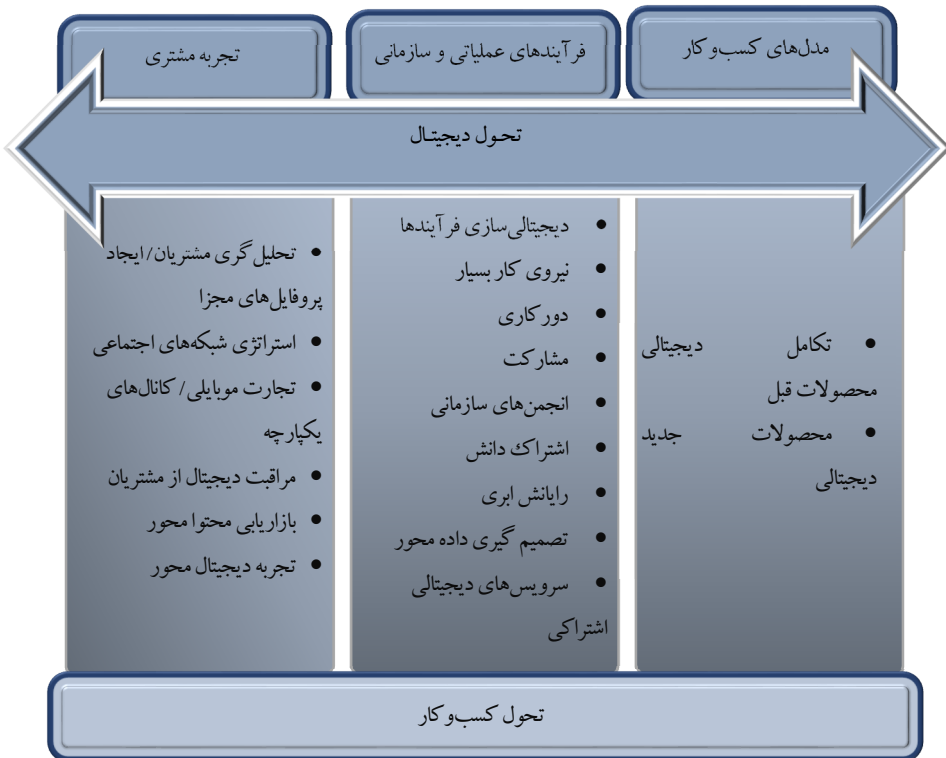 مدل‌های کسب‌و کار
فرآیندهای عملیاتی و سازمانی
تجربه مشتری
تحـول دیجیتـال
• تکامل دیجیتالی
محصولات قبل
• محصولات جدید
دیجیتالی
• دیجیتالی‌سازی فرآیندها
• نیروی کار بسیار
• دورکاری
• مشارکت
• انجمن‌های سازمانی
• اشتراک دانش
• رایانش ابری
• تصمیم گیری داده محور
• سرویس‌های دیجیتالی
اشتراکی
• تحلیل‌گری مشتریان/ایجاد
پروفایل‌های مجزا
• استراتژی شبکه‌های اجتماعی
• تجارت موبایلی/ کانال‌های
یکپارچه
• مراقبت دیجیتال از مشتریان
• بازاریابی محتوا محور
• تجربه دیجیتال محور
تحول کسب‌و کار